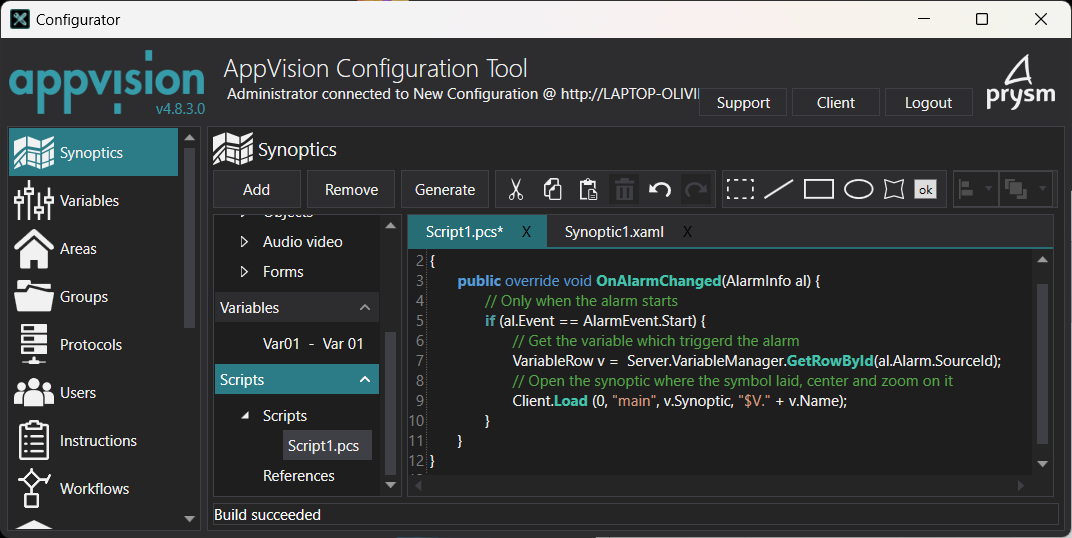 Configurator
appvision
v4.8.3.0
AppVision Configuration Tool
Administrator connected to New Configuration @ http://LAPTOP-OLIVI
Support
Client
Logout
prysm
Synoptics
Variables
Areas
Groups
Protocols
Users
Instructions
Workflows
Synoptics
Add
Remove
Generate
ok
Objects
Audio video
Forms
Variables
Var01 - Var 01
Scripts
Scripts
Script1.pcs
References
Script1.pcs* X
Synoptic1.xaml X
2 {
3 public override void OnAlarmChanged(AlarmInfo al) {
4 // Only when the alarm starts
5 if (al.Event == AlarmEvent.Start) {
6 // Get the variable which triggerd the alarm
7 VariableRow v = Server.VariableManager.GetRowById(al.Alarm.SourceId);
8 // Open the synoptic where the symbol laid, center and zoom on it
9 Client.Load (0, "main", v.Synoptic, "$V." + v.Name);
10 }
11 }
12 }
Build succeeded